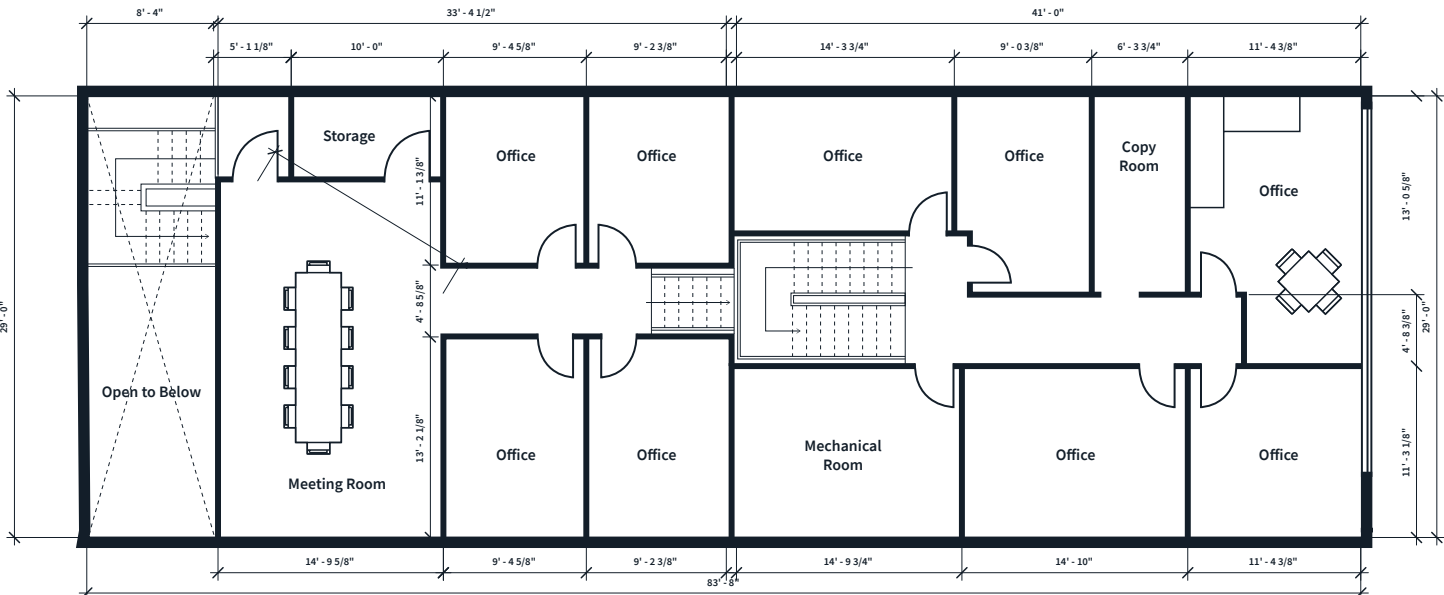 8' - 4"
33' - 4 1/2"
41' - 0"
5' - 1 1/8"
10' - 0"
9' - 4 5/8"
9' - 2 3/8"
14' - 3 3/4"
9' - 0 3/8"
6' - 3 3/4"
11' - 4 3/8"
Storage
Office
Office
Office
Office
Copy
Room
Office
11' - 1 3/8"
13' - 0 5/8"
29' - 0"
4' - 8 5/8"
4' - 8 3/8"
29' - 0"
Open to Below
Meeting Room
13' - 2 1/8"
Office
Office
Mechanical
Room
Office
Office
11' - 3 1/8"
14' - 9 5/8"
9' - 4 5/8"
9' - 2 3/8"
14' - 9 3/4"
14' - 10"
11' - 4 3/8"
83' - 8"